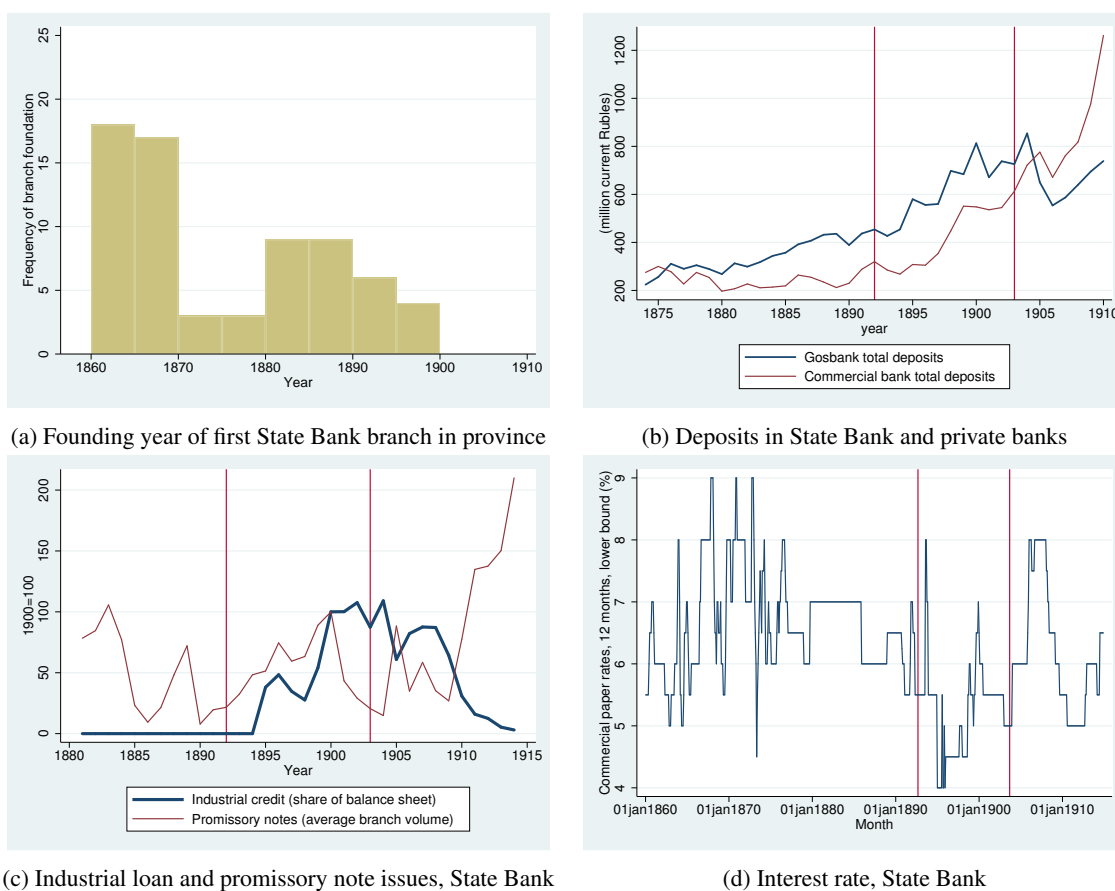 25
20
15
10
5
0
Frequency of branch foundation
1860 1870 1880 1890 1900 1910
Year
(a) Founding year of first State Bank branch in province
1200
1000
800
600
400
200
(million current Rubles)
1875 1880 1885 1890 1895 1900 1905 1910
year
Gosbank total deposits
Commercial bank total deposits
(b) Deposits in State Bank and private banks
200
150
100
50
0
1900=100
1880 1885 1890 1895 1900 1905 1910 1915
Year
Industrial credit (share of balance sheet)
Promissory notes (average branch volume)
(c) Industrial loan and promissory note issues, State Bank
9
8
7
6
5
4
Commercial paper rates, 12 months, lower bound (%)
01jan1860 01jan1870 01jan1880 01jan1890 01jan1900 01jan1910
Month
(d) Interest rate, State Bank